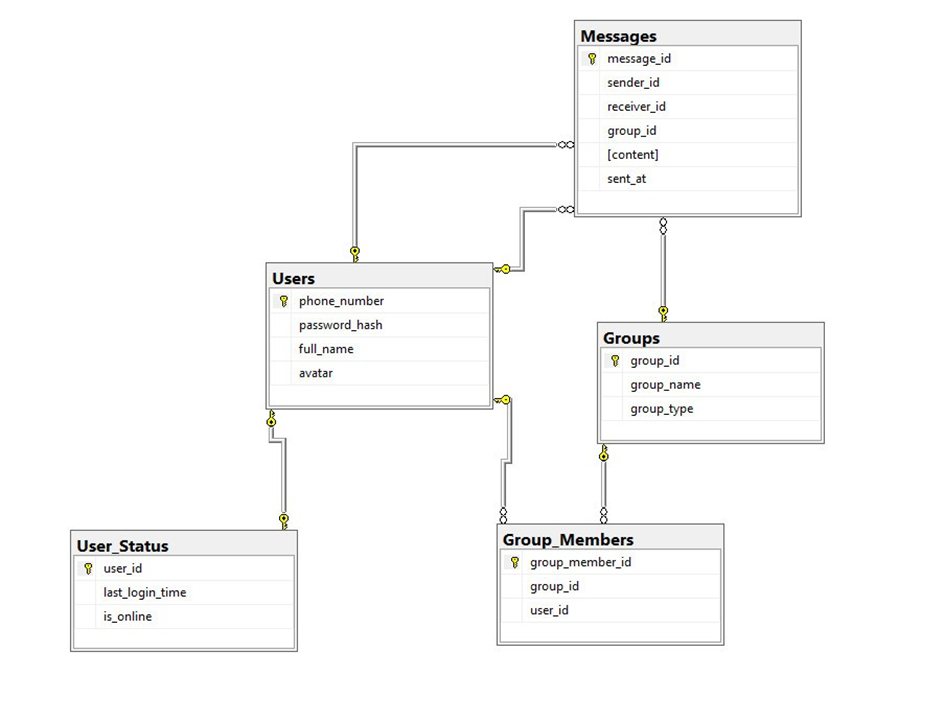 Messages
message_id
sender_id
receiver_id
group_id
[content]
sent_at
Users
phone_number
password_hash
full_name
avatar
Groups
group_id
group_name
group_type
User_Status
user_id
last_login_time
is_online
Group_Members
group_member_id
group_id
user_id